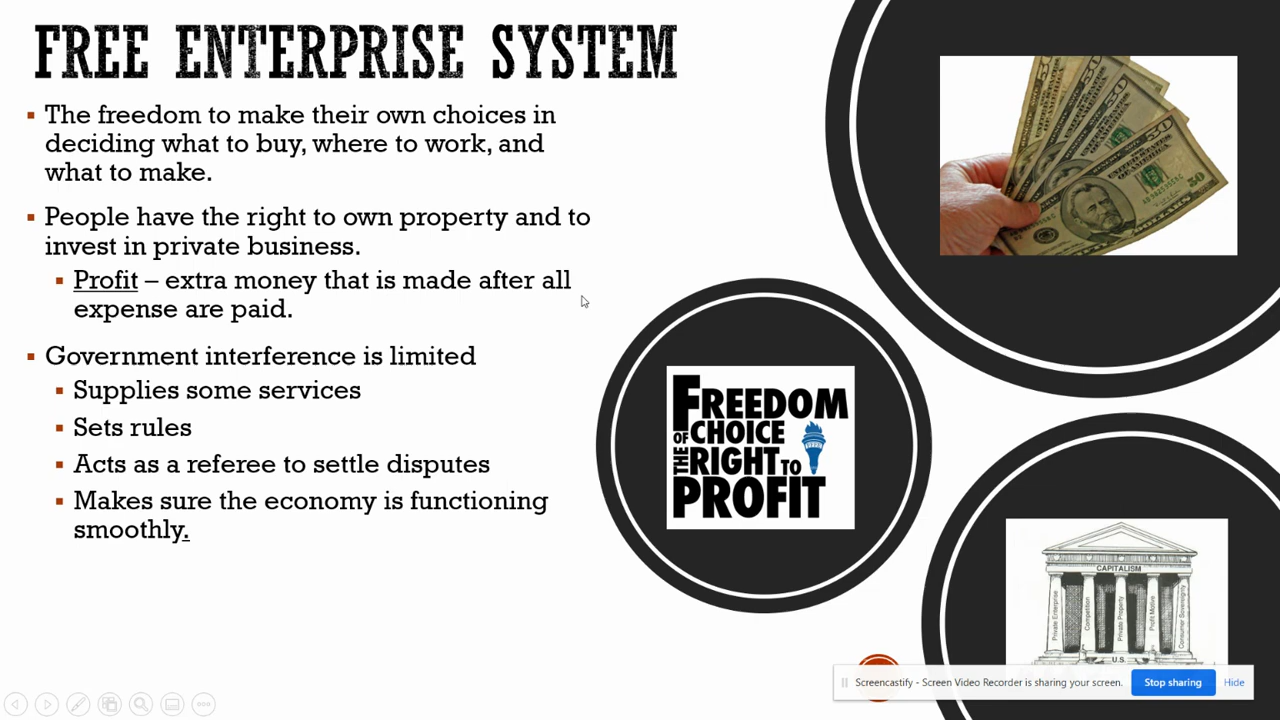 FREE ENTERPRISE SYSTEM
The freedom to make their own choices in
deciding what to buy, where to work, and
what to make.
People have the right to own property and to
invest in private business.
Profit – extra money that is made after all
expense are paid.
Government interference is limited
Supplies some services
Sets rules
Acts as a referee to settle disputes
Makes sure the economy is functioning
smoothly.
50
50
50
50
FREEDOM
OF CHOICE
THE RIGHT TO
PROFIT
CAPITALISM
Private Enterprise
Competition
Private Property
Profit Motive
Consumer Sovereignty
U.S.
Screencastify - Screen Video Recorder is sharing your screen.
Stop sharing
Hide